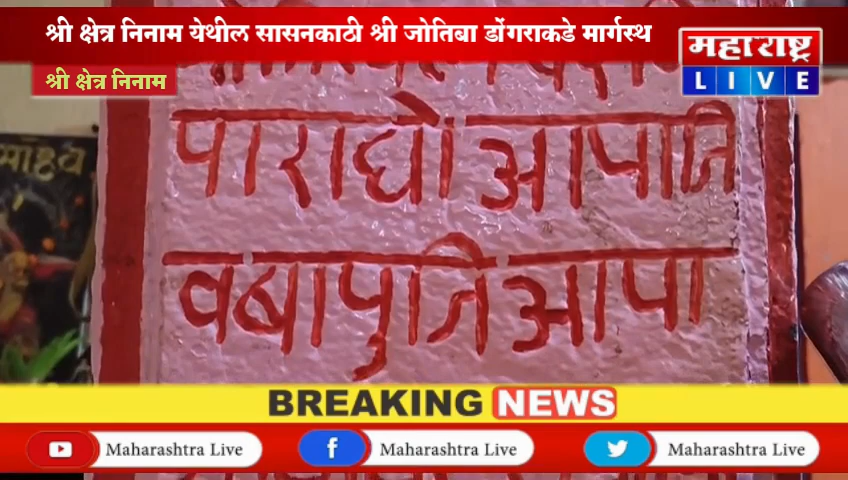 श्री क्षेत्र निनाम येथील सासनकाठी श्री जोतिबा डोंगराकडे मार्गस्थ
महाराष्ट्र
LIVE
श्री क्षेत्र निनाम
पाराघो आपाजि
वबापुजि आपा
BREAKING NEWS
Maharashtra Live
Maharashtra Live
Maharashtra Live